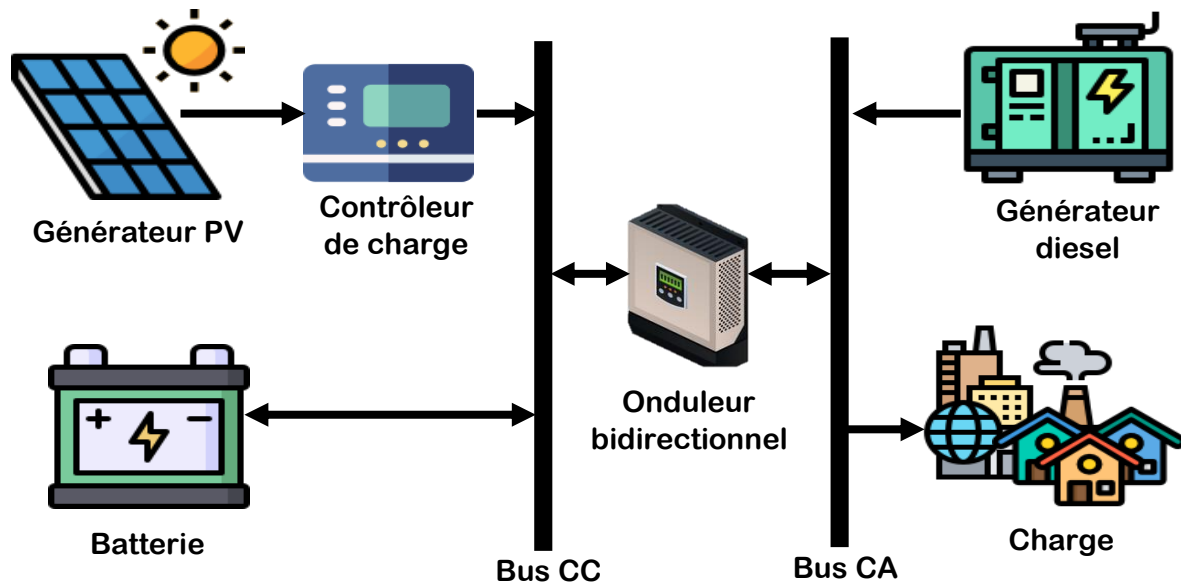 Générateur PV
Contrôleur
de charge
Générateur
diesel
Onduleur
bidirectionnel
Batterie
Bus CC
Bus CA
Charge